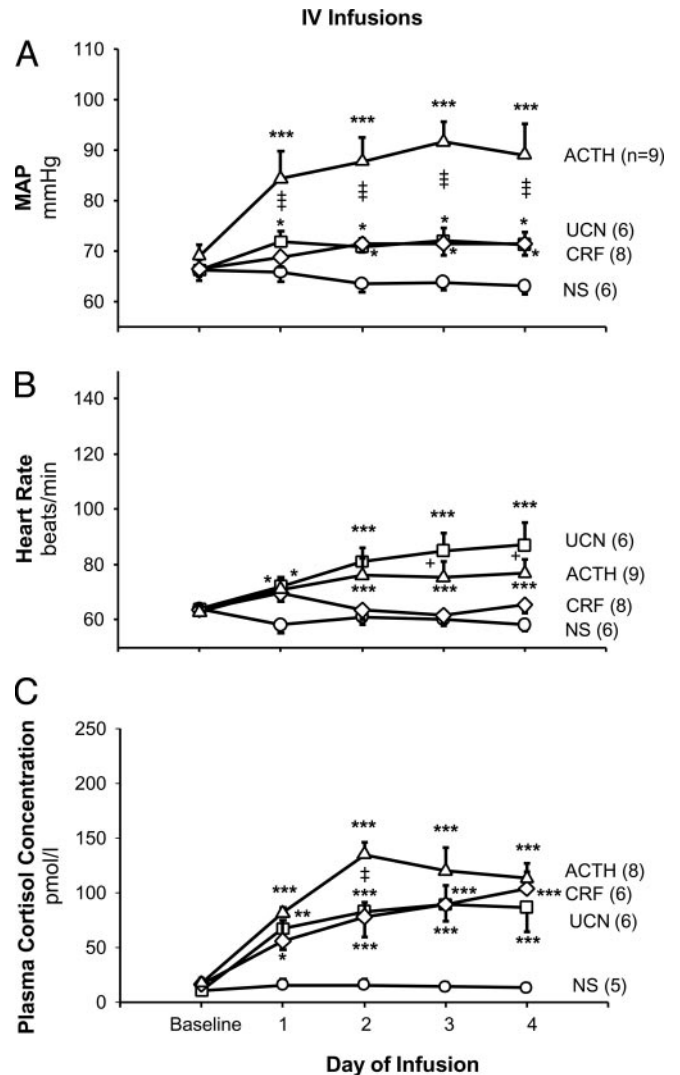 IV Infusions
A
MAP
mmHg
110
100
90
80
70
60
*** *** *** ***
ACTH (n=9)
‡ ‡ ‡ ‡
* * * *
* * *
UCN (6)
CRF (8)
NS (6)
B
Heart Rate
beats/min
140
120
100
80
60
*** *** ***
UCN (6)
+ +
* *
ACTH (9)
*** *** ***
CRF (8)
NS (6)
C
Plasma Cortisol Concentration
pmol/l
250
200
150
100
50
0
*** *** *** ***
ACTH (8)
‡
** *** *** ***
CRF (6)
UCN (6)
* *** *** ***
NS (5)
Baseline 1 2 3 4
Day of Infusion